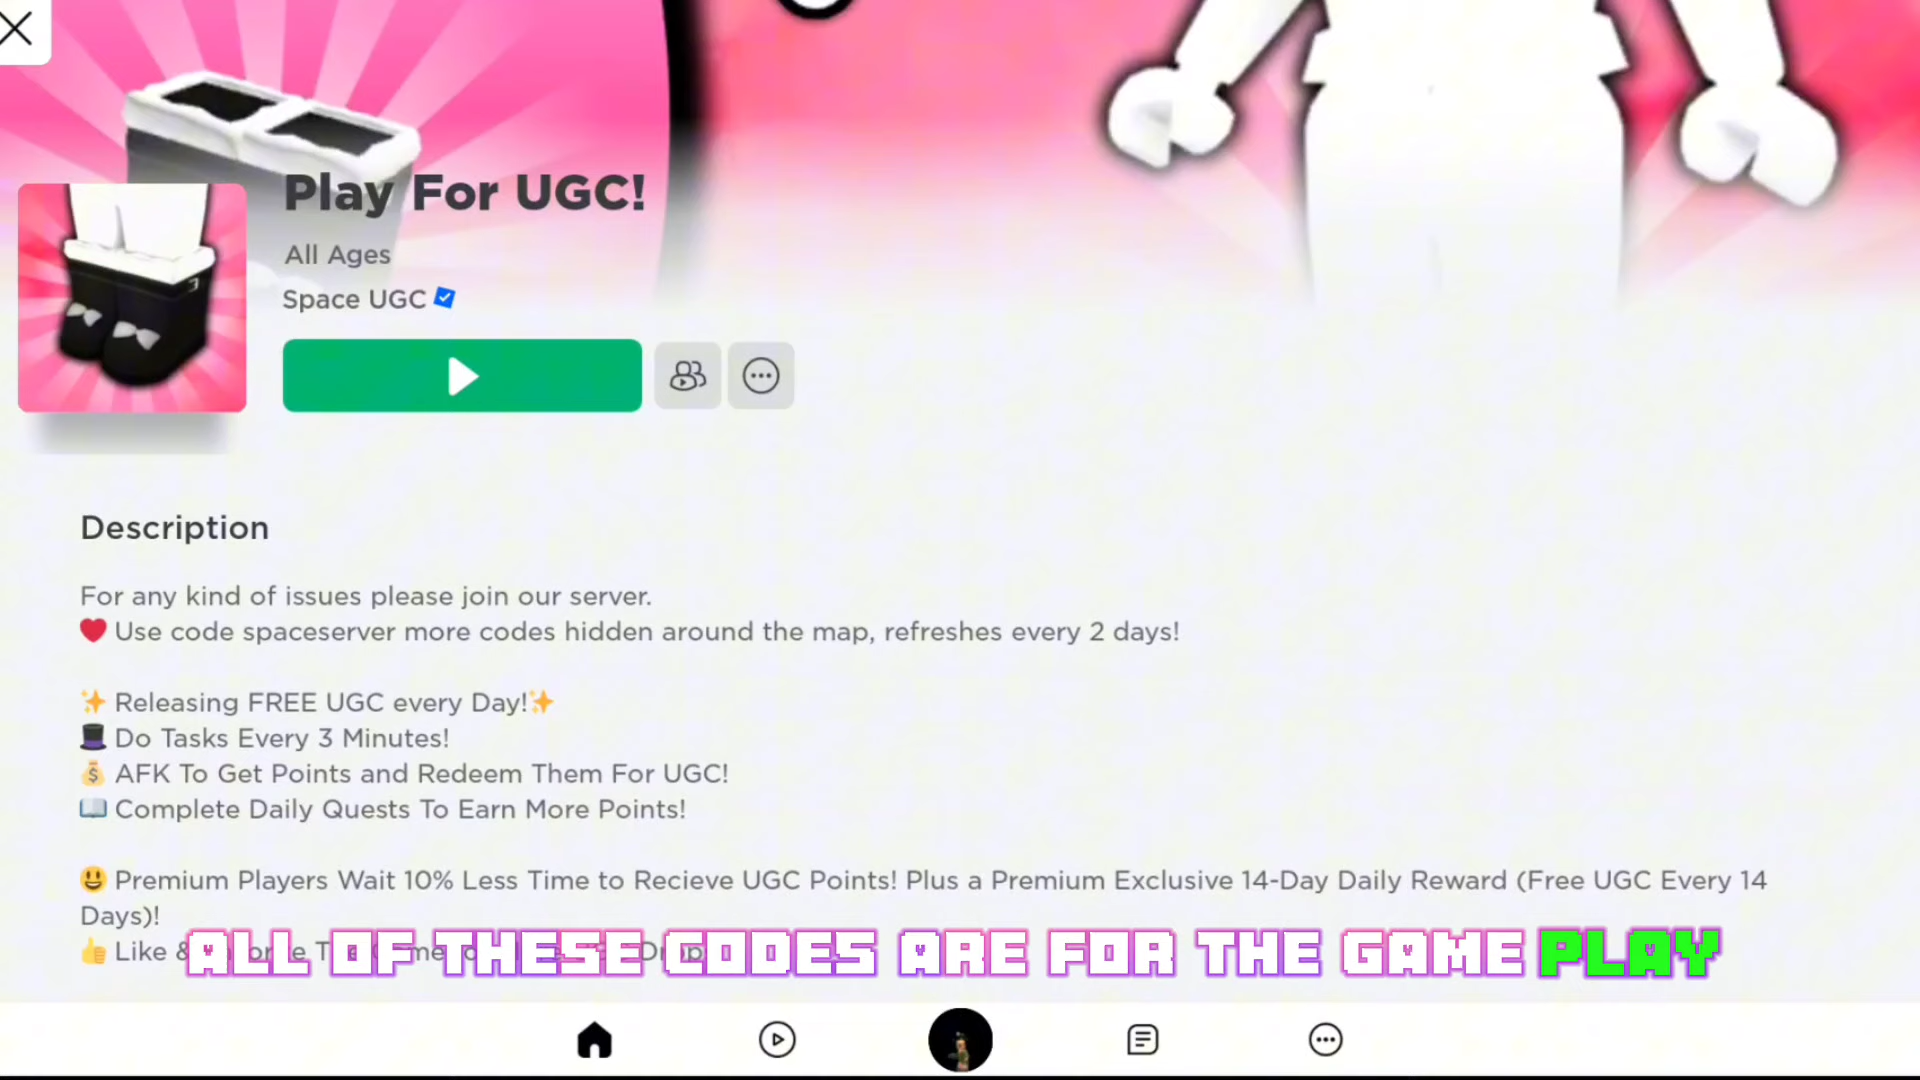 Play For UGC!
All Ages
Space UGC
Description
For any kind of issues please join our server.
❤️ Use code spaceserver more codes hidden around the map, refreshes every 2 days!
✨ Releasing FREE UGC every Day!✨
🎩 Do Tasks Every 3 Minutes!
💰 AFK To Get Points and Redeem Them For UGC!
📖 Complete Daily Quests To Earn More Points!
😃 Premium Players Wait 10% Less Time to Recieve UGC Points! Plus a Premium Exclusive 14-Day Daily Reward (Free UGC Every 14
Days)!
👍 Like &
ALL OF THESE CODES ARE FOR THE GAME PLAY